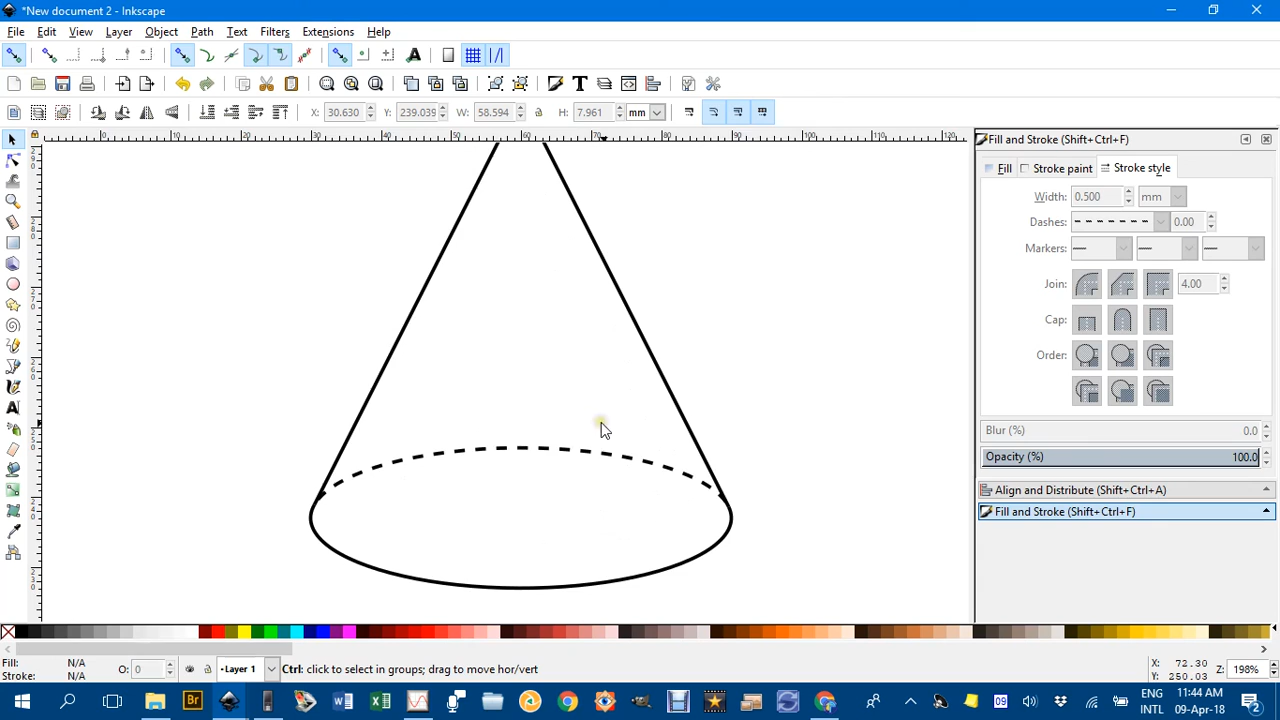 *New document 2 - Inkscape
File Edit View Layer Object Path Text Filters Extensions Help
X: 30.630 Y: 239.039 W: 58.594 H: 7.961 mm
Fill and Stroke (Shift+Ctrl+F)
Fill Stroke paint Stroke style
Width: 0.500 mm
Dashes: 0.00
Markers:
Join: 4.00
Cap:
Order:
Blur (%) 0.0
Opacity (%) 100.0
Align and Distribute (Shift+Ctrl+A)
Fill and Stroke (Shift+Ctrl+F)
Fill: N/A
Stroke: N/A
O: 0
Layer 1
Ctrl: click to select in groups; drag to move hor/vert
X: 72.30
Y: 250.03
Z: 198%
ENG
INTL
11:44 AM
09-Apr-18